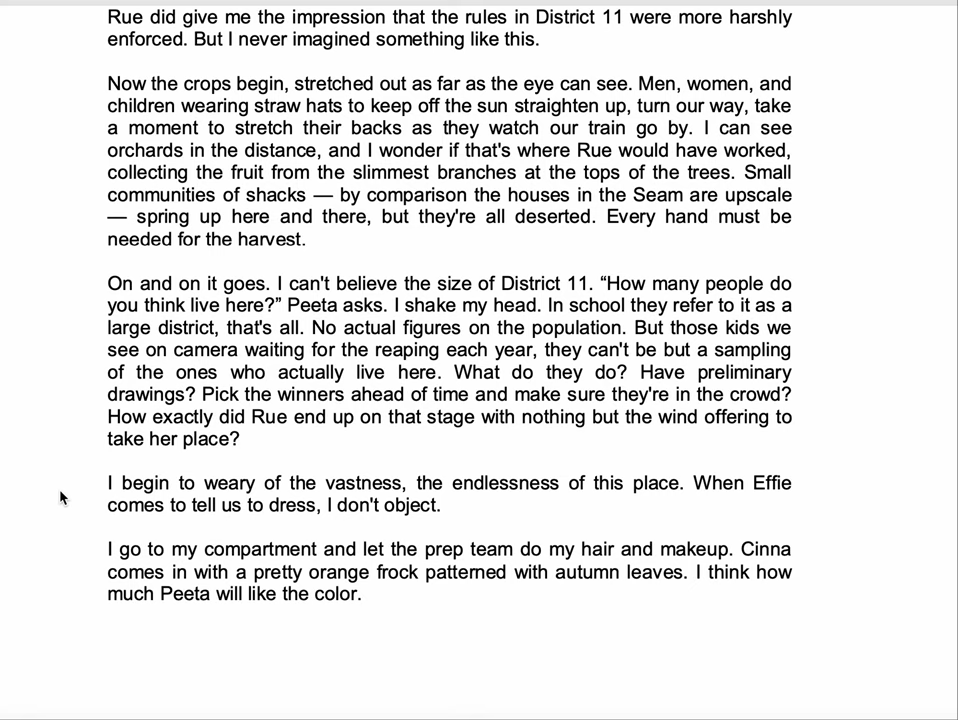 Rue did give me the impression that the rules in District 11 were more harshly
enforced. But I never imagined something like this.
Now the crops begin, stretched out as far as the eye can see. Men, women, and
children wearing straw hats to keep off the sun straighten up, turn our way, take
a moment to stretch their backs as they watch our train go by. I can see
orchards in the distance, and I wonder if that's where Rue would have worked,
collecting the fruit from the slimmest branches at the tops of the trees. Small
communities of shacks — by comparison the houses in the Seam are upscale
— spring up here and there, but they're all deserted. Every hand must be
needed for the harvest.
On and on it goes. I can't believe the size of District 11. “How many people do
you think live here?” Peeta asks. I shake my head. In school they refer to it as a
large district, that's all. No actual figures on the population. But those kids we
see on camera waiting for the reaping each year, they can't be but a sampling
of the ones who actually live here. What do they do? Have preliminary
drawings? Pick the winners ahead of time and make sure they're in the crowd?
How exactly did Rue end up on that stage with nothing but the wind offering to
take her place?
I begin to weary of the vastness, the endlessness of this place. When Effie
comes to tell us to dress, I don't object.
I go to my compartment and let the prep team do my hair and makeup. Cinna
comes in with a pretty orange frock patterned with autumn leaves. I think how
much Peeta will like the color.